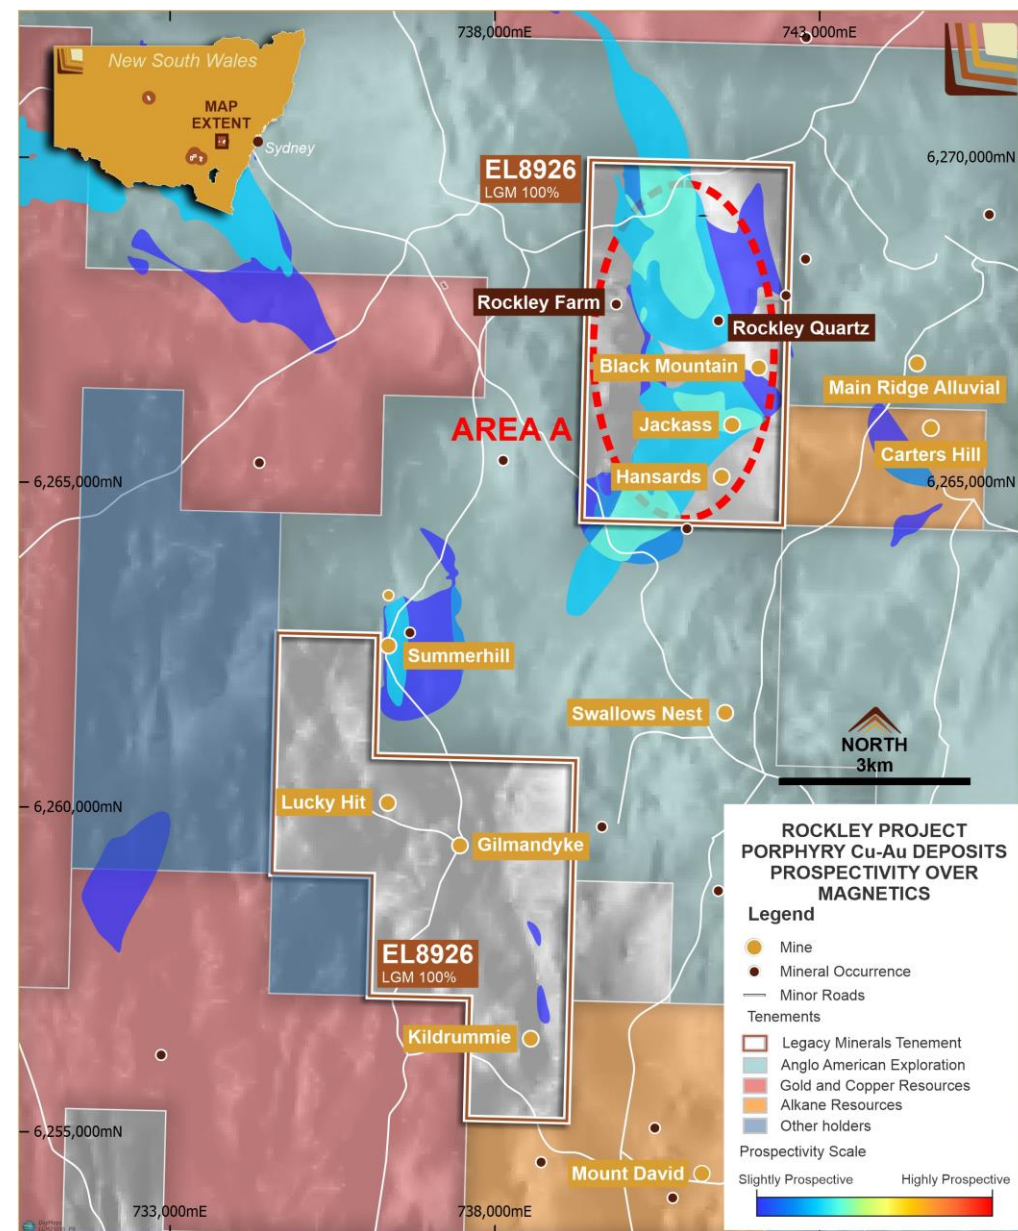 738,000mE
743,000mE
New South Wales
MAP
EXTENT
Sydney
6,270,000mN
EL8926
LGM 100%
Rockley Farm
Rockley Quartz
Black Mountain
Main Ridge Alluvial
AREA A
Jackass
Carters Hill
Hansards
6,265,000mN
6,265,000mN
Summerhill
Swallows Nest
NORTH
3km
Lucky Hit
6,260,000mN
Gilmandyke
EL8926
LGM 100%
Kildrummie
6,255,000mN
Mount David
733,000mE
738,000mE
ROCKLEY PROJECT
PORPHYRY Cu-Au DEPOSITS
PROSPECTIVITY OVER
MAGNETICS
Legend
Mine
Mineral Occurrence
Minor Roads
Tenements
Legacy Minerals Tenement
Anglo American Exploration
Gold and Copper Resources
Alkane Resources
Other holders
Prospectivity Scale
Slightly Prospective
Highly Prospective